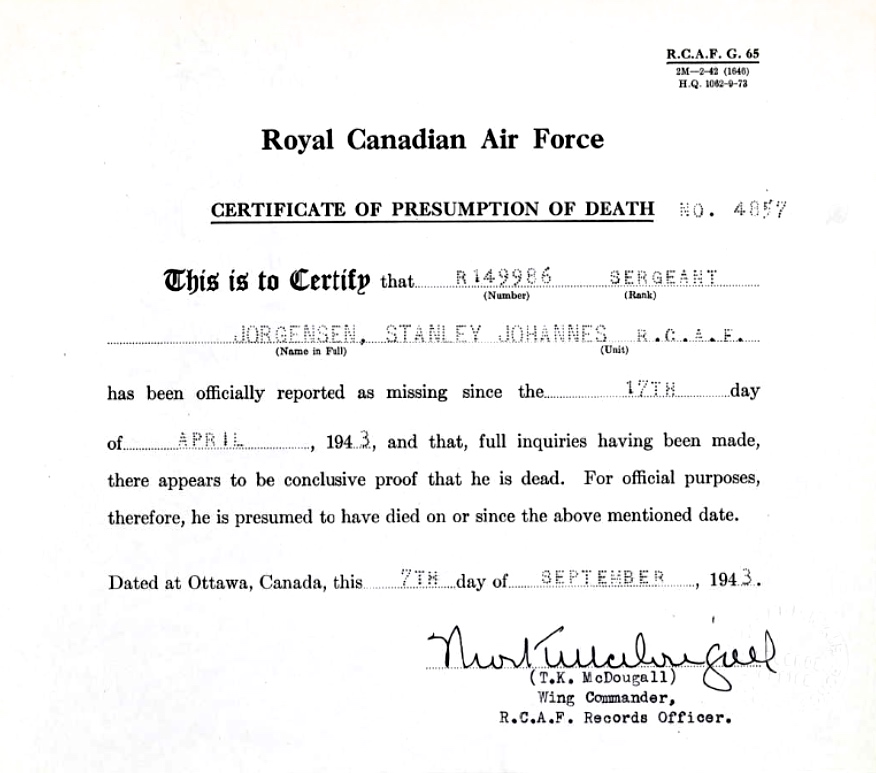 R.C.A.F. G. 65
2M—2-42 (1646)
H.Q. 1062-9-73
Royal Canadian Air Force
CERTIFICATE OF PRESUMPTION OF DEATH NO. 4857
This is to Certify that R149986 SERGEANT
(Number) (Rank)
JORGENSEN, STANLEY JOHANNES R.C.A.F.
(Name in Full) (Unit)
has been officially reported as missing since the 17TH day
of APRIL, 1943, and that, full inquiries having been made,
there appears to be conclusive proof that he is dead. For official purposes,
therefore, he is presumed to have died on or since the above mentioned date.
Dated at Ottawa, Canada, this 7TH day of SEPTEMBER, 1943.
(T.K. McDougall)
Wing Commander,
R.C.A.F. Records Officer.